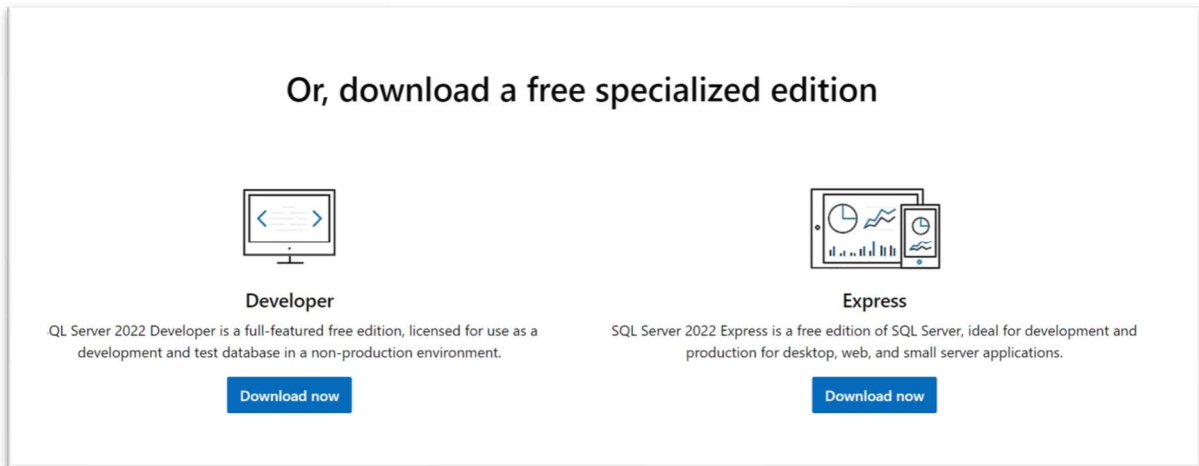 Or, download a free specialized edition
Developer
QL Server 2022 Developer is a full-featured free edition, licensed for use as a
development and test database in a non-production environment.
Download now
Express
SQL Server 2022 Express is a free edition of SQL Server, ideal for development and
production for desktop, web, and small server applications.
Download now